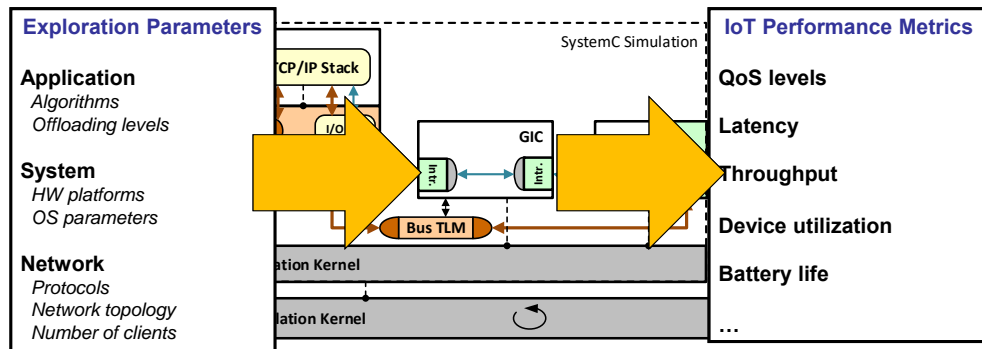 Exploration Parameters
Application
Algorithms
Offloading levels
System
HW platforms
OS parameters
Network
Protocols
Network topology
Number of clients
SystemC Simulation
TCP/IP Stack
I/O
GIC
Intr.
Intr.
Bus TLM
ation Kernel
lation Kernel
IoT Performance Metrics
QoS levels
Latency
Throughput
Device utilization
Battery life
...